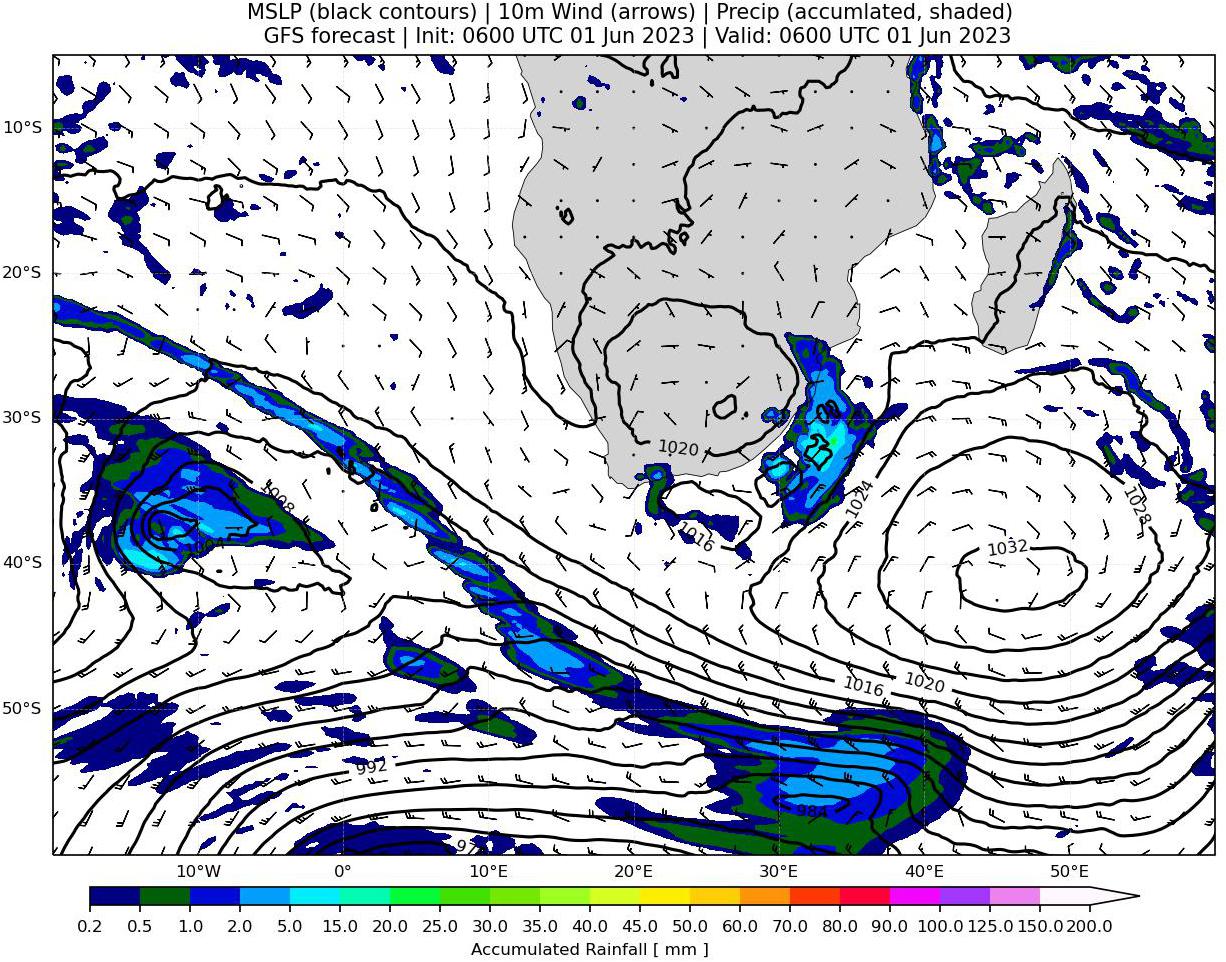 MSLP (black contours) | 10m Wind (arrows) | Precip (accumlated, shaded)
GFS forecast | Init: 0600 UTC 01 Jun 2023 | Valid: 0600 UTC 01 Jun 2023
10°S
20°S
30°S
40°S
50°S
1020
1008
1024
1028
1016
1004
1032
1016
1020
992
984
10°W
0°
10°E
20°E
30°E
40°E
50°E
0.2 0.5 1.0 2.0 5.0 10.0 15.0 20.0 25.0 30.0 35.0 40.0 45.0 50.0 60.0 70.0 80.0 90.0 100.0 125.0 150.0 200.0
Accumulated Rainfall [ mm ]